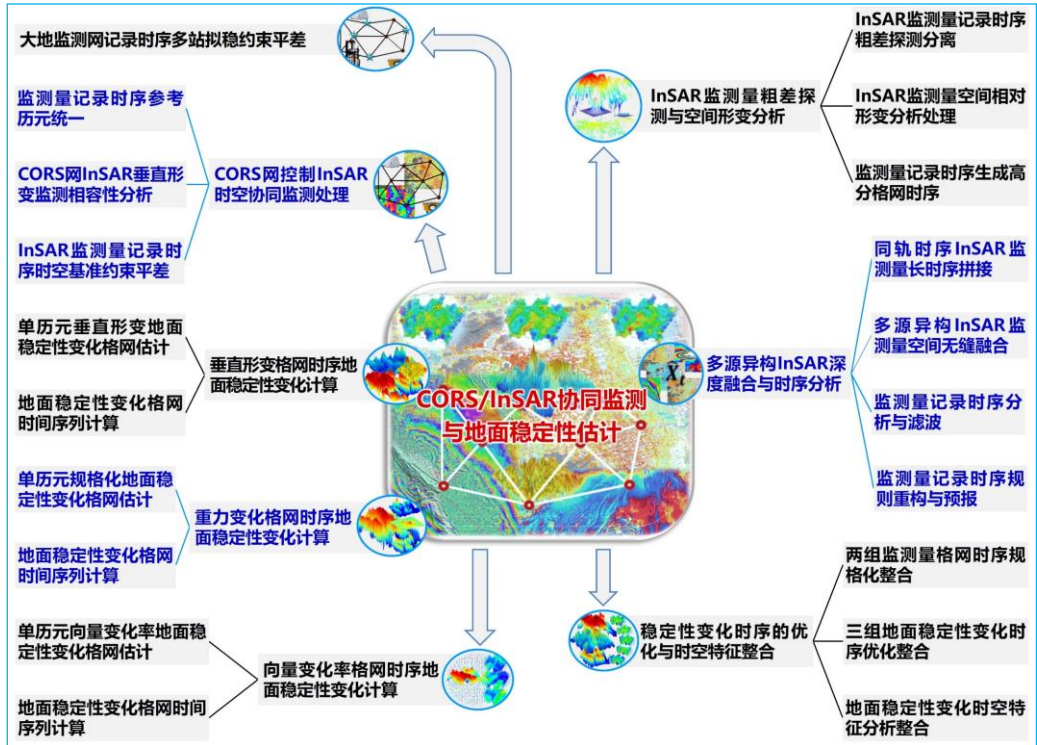 大地监测网记录时序多站拟稳约束平差
监测量记录时序参考
历元统一
CORS网InSAR垂直形
变监测相容性分析
InSAR监测量记录时
序时空基准约束平差
CORS网控制InSAR
时空协同监测处理
单历元垂直形变地面
稳定性变化格网估计
地面稳定性变化格网
时间序列计算
垂直形变格网时序地
面稳定性变化计算
单历元规格化地面稳
定性变化格网估计
地面稳定性变化格网
时间序列计算
重力变化格网时序地
面稳定性变化计算
单历元向量变化率地面稳
定性变化格网估计
地面稳定性变化格网时间
序列计算
向量变化率格网时序地
面稳定性变化计算
CORS/InSAR协同监测
与地面稳定性估计
InSAR监测量粗差探
测与空间形变分析
InSAR监测量记录时序
粗差探测分离
InSAR监测量空间相对
形变分析处理
监测量记录时序生成高
分格网时序
多源异构InSAR深
度融合与时序分析
同轨时序InSAR监
测量长时序拼接
多源异构InSAR监
测量空间无缝融合
监测量记录时序分
析与滤波
监测量记录时序规
则重构与预报
稳定性变化时序的优
化与时空特征整合
两组监测量格网时序规
格化整合
三组地面稳定性变化时
序优化整合
地面稳定性变化时空特
征分析整合